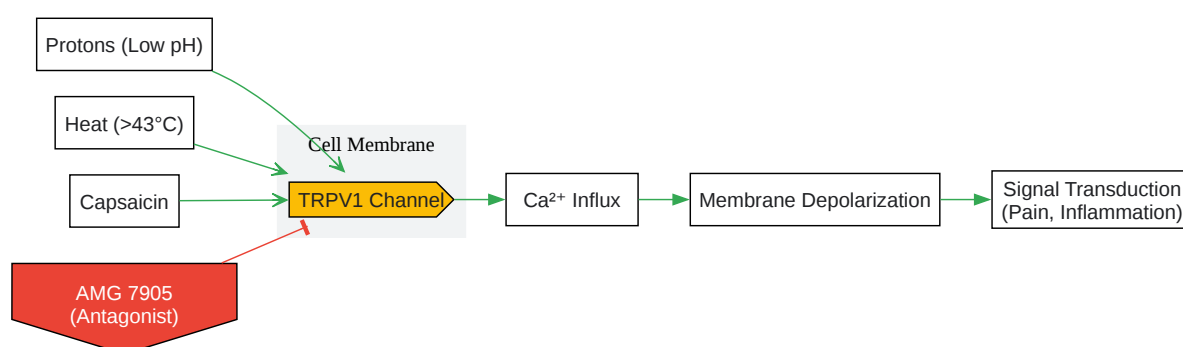 Protons (Low pH)
Heat (>43°C)
Cell Membrane
Capsaicin
TRPV1 Channel
Ca²⁺ Influx
Membrane Depolarization
Signal Transduction
(Pain, Inflammation)
AMG 7905
(Antagonist)